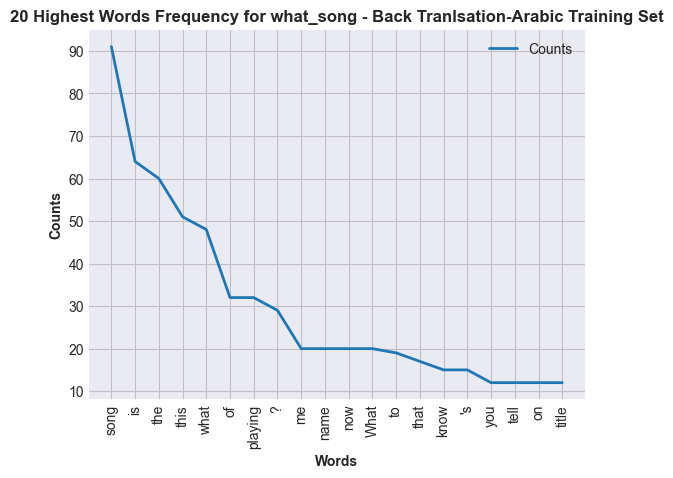 20 Highest Words Frequency for what_song - Back Tranlsation-Arabic Training Set
Counts
90
80
70
60
50
40
30
20
10
Counts
song
is
the
this
what
of
playing
?
me
name
now
What
to
that
know
's
you
tell
on
title
Words